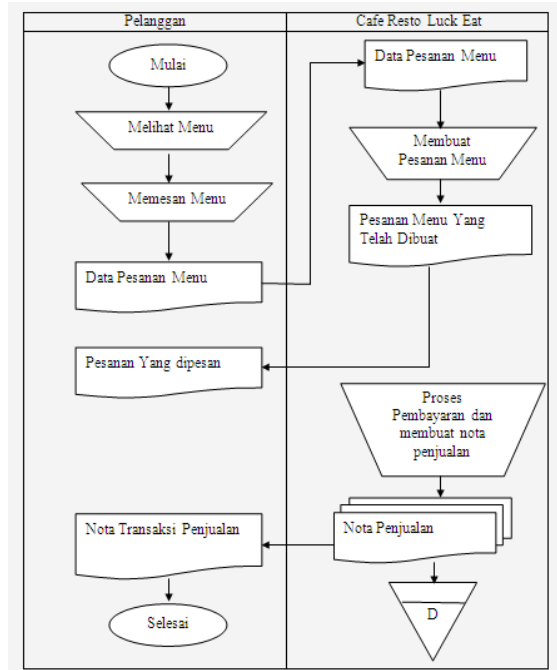 Pelanggan
Cafe Resto Luck Eat
Mulai
Melihat Menu
Memesan Menu
Data Pesanan Menu
Data Pesanan Menu
Membuat
Pesanan Menu
Pesanan Menu Yang
Telah Dibuat
Pesanan Yang dipesan
Proses
Pembayaran dan
membuat nota
penjualan
Nota Penjualan
Nota Transaksi Penjualan
D
Selesai